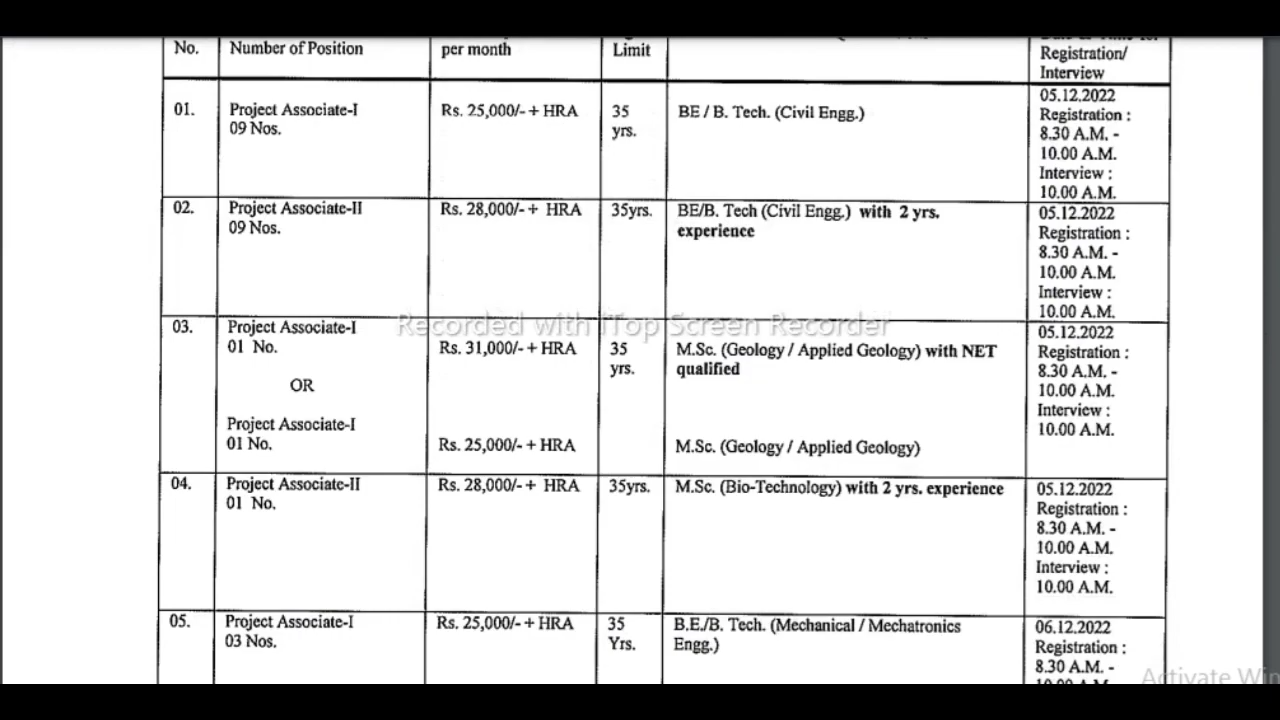 No.
Number of Position
per month
Limit
Registration/
Interview
01.
Project Associate-I
09 Nos.
Rs. 25,000/- + HRA
35
yrs.
BE / B. Tech. (Civil Engg.)
05.12.2022
Registration :
8.30 A.M. -
10.00 A.M.
Interview :
10.00 A.M.
02.
Project Associate-II
09 Nos.
Rs. 28,000/- + HRA
35yrs.
BE/B. Tech (Civil Engg.) with 2 yrs.
experience
05.12.2022
Registration :
8.30 A.M. -
10.00 A.M.
Interview :
10.00 A.M.
Recorded with iTop Screen Recorder
03.
Project Associate-I
01 No.
OR
Project Associate-I
01 No.
Rs. 31,000/- + HRA
Rs. 25,000/- + HRA
35
yrs.
M.Sc. (Geology / Applied Geology) with NET
qualified
M.Sc. (Geology / Applied Geology)
05.12.2022
Registration :
8.30 A.M. -
10.00 A.M.
Interview :
10.00 A.M.
04.
Project Associate-II
01 No.
Rs. 28,000/- + HRA
35yrs.
M.Sc. (Bio-Technology) with 2 yrs. experience
05.12.2022
Registration :
8.30 A.M. -
10.00 A.M.
Interview :
10.00 A.M.
05.
Project Associate-I
03 Nos.
Rs. 25,000/- + HRA
35
Yrs.
B.E./B. Tech. (Mechanical / Mechatronics
Engg.)
06.12.2022
Registration :
8.30 A.M. -
Activate Win